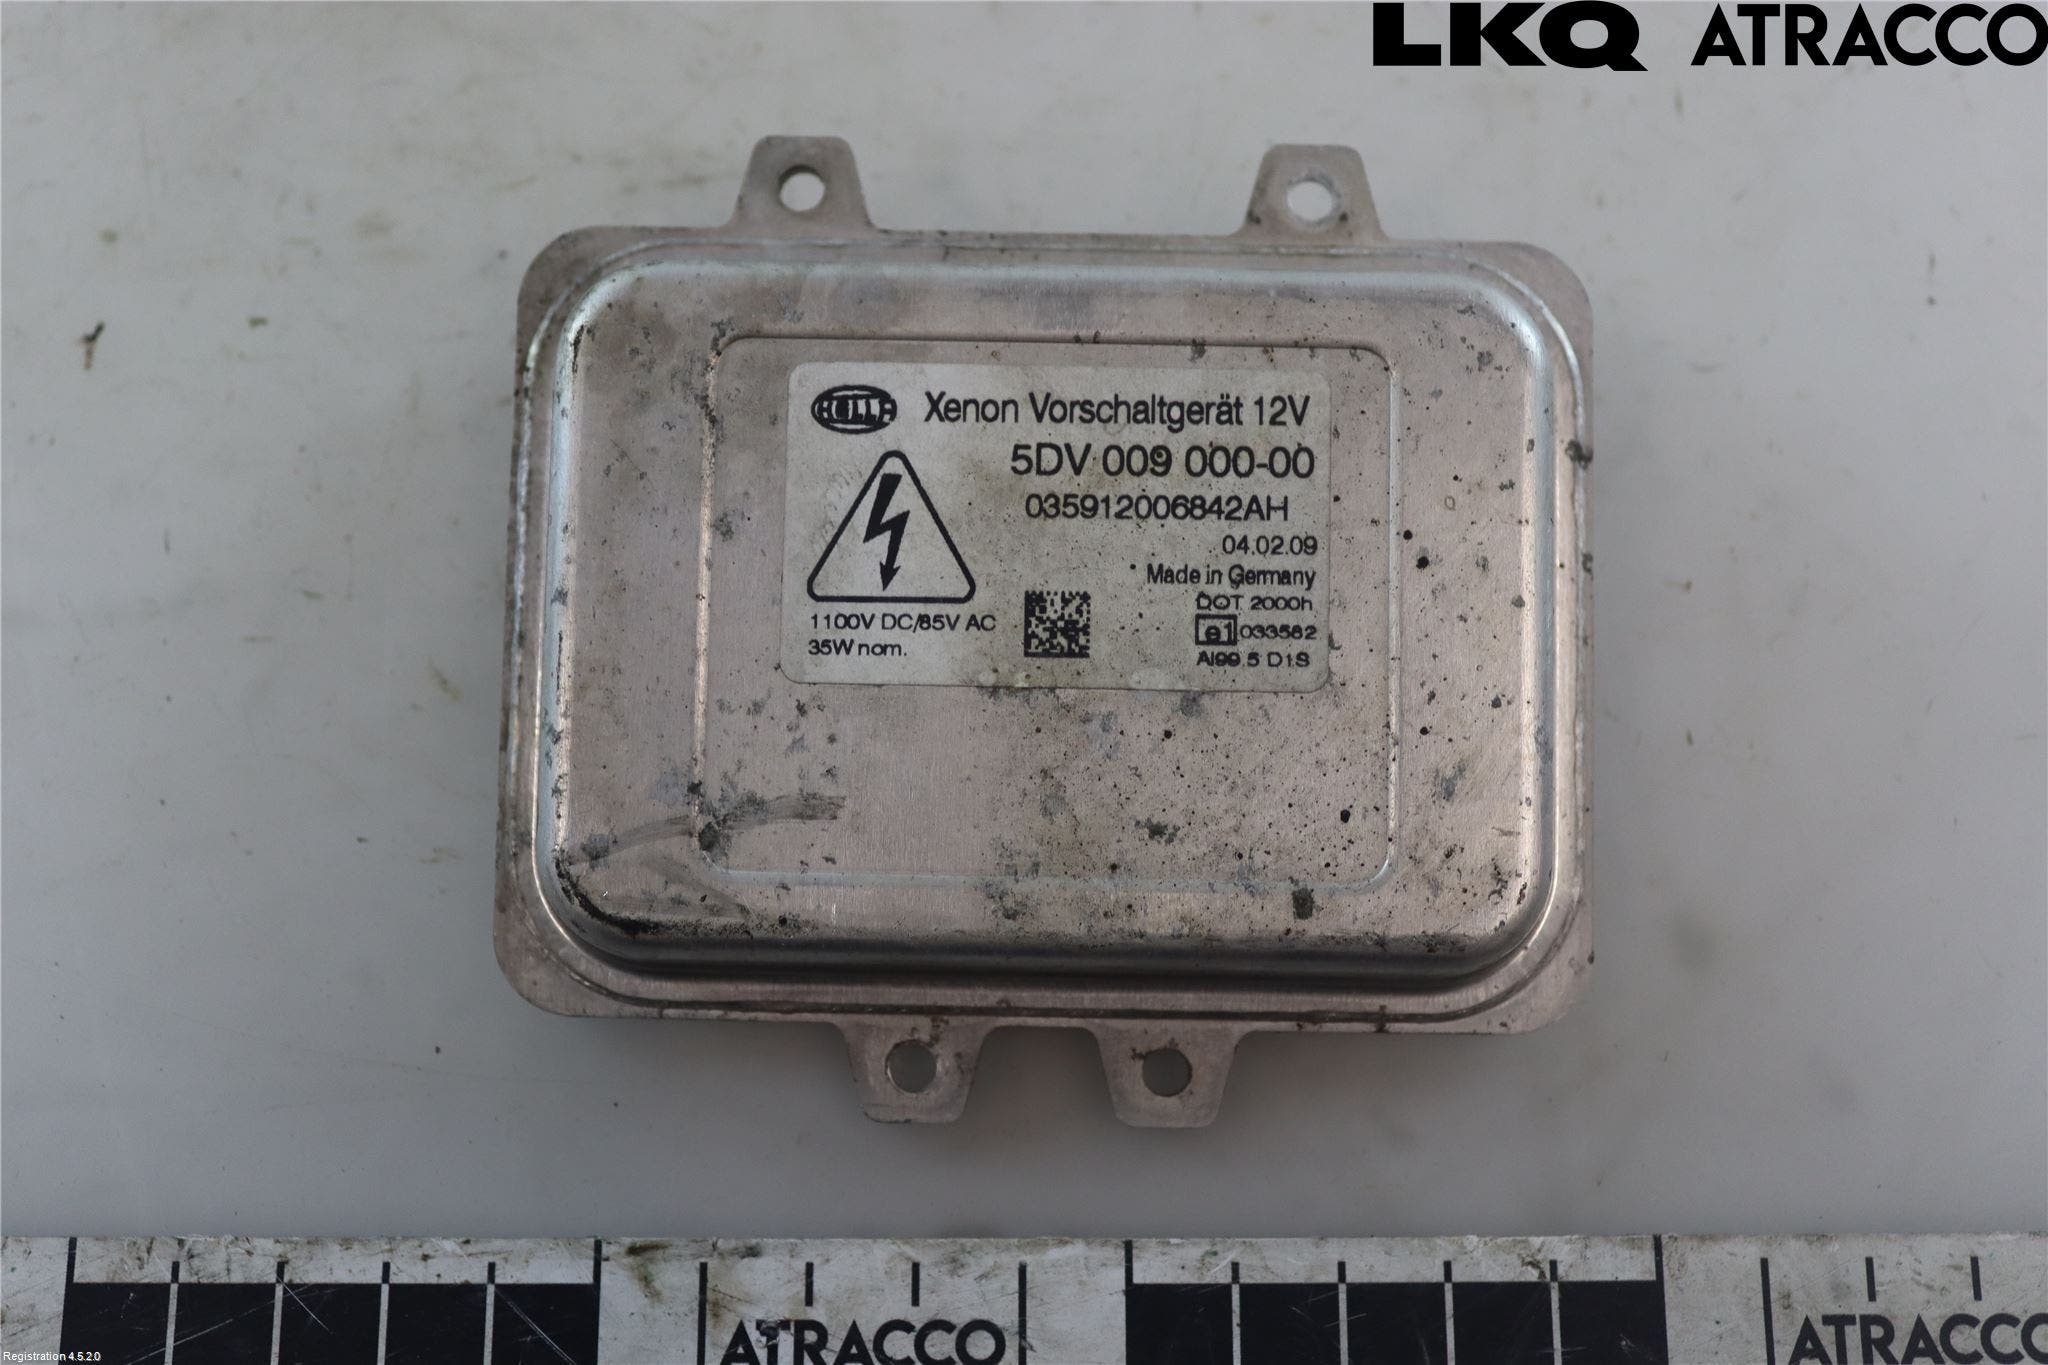 LKQ ATRACCO
HELLA Xenon Vorschaltgerät 12V
5DV 009 000-00
035912006842AH
04.02.09
Made in Germany
DOT 2000h
e1 033582
AI99.5 D1S
1100V DC/85V AC
35W nom.
ATRACCO
ATRACCO
Registration 4.5.2.0